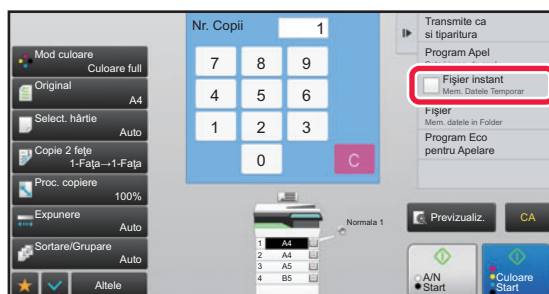 Mod culoare
Culoare full
Original
A4
Select. hârtie
Auto
Copie 2 feţe
1-Faţa→1-Faţa
Proc. copiere
100%
Expunere
Auto
Sortare/Grupare
Auto
Altele
Nr. Copii
1
7 8 9
4 5 6
1 2 3
0 C
Normala 1
1 A4
2 A4
3 A5
4 B5
Transmite ca
si tiparitura
Program Apel
Fişier instant
Mem. Datele Temporar
Fişier
Mem. datele in Folder
Program Eco
pentru Apelare
Previzualiz.
CA
A/N
Start
Culoare
Start